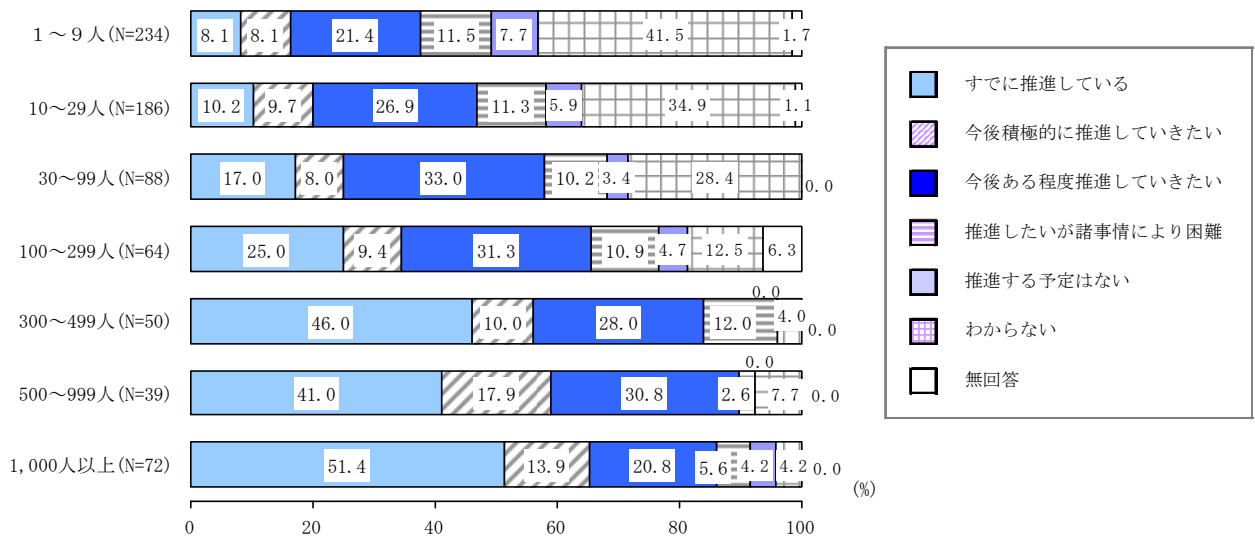 1～9人(N=234) 8.1 8.1 21.4 11.5 7.7 41.5 1.7
10～29人(N=186) 10.2 9.7 26.9 11.3 5.9 34.9 1.1
30～99人(N=88) 17.0 8.0 33.0 10.2 3.4 28.4 0.0
100～299人(N=64) 25.0 9.4 31.3 10.9 4.7 12.5 6.3
300～499人(N=50) 46.0 10.0 28.0 12.0 0.0 4.0 0.0
500～999人(N=39) 41.0 17.9 30.8 2.6 0.0 7.7 0.0
1,000人以上(N=72) 51.4 13.9 20.8 5.6 4.2 4.2 0.0
(%)
0 20 40 60 80 100
すでに推進している
今後積極的に推進していきたい
今後ある程度推進していきたい
推進したいが諸事情により困難
推進する予定はない
わからない
無回答